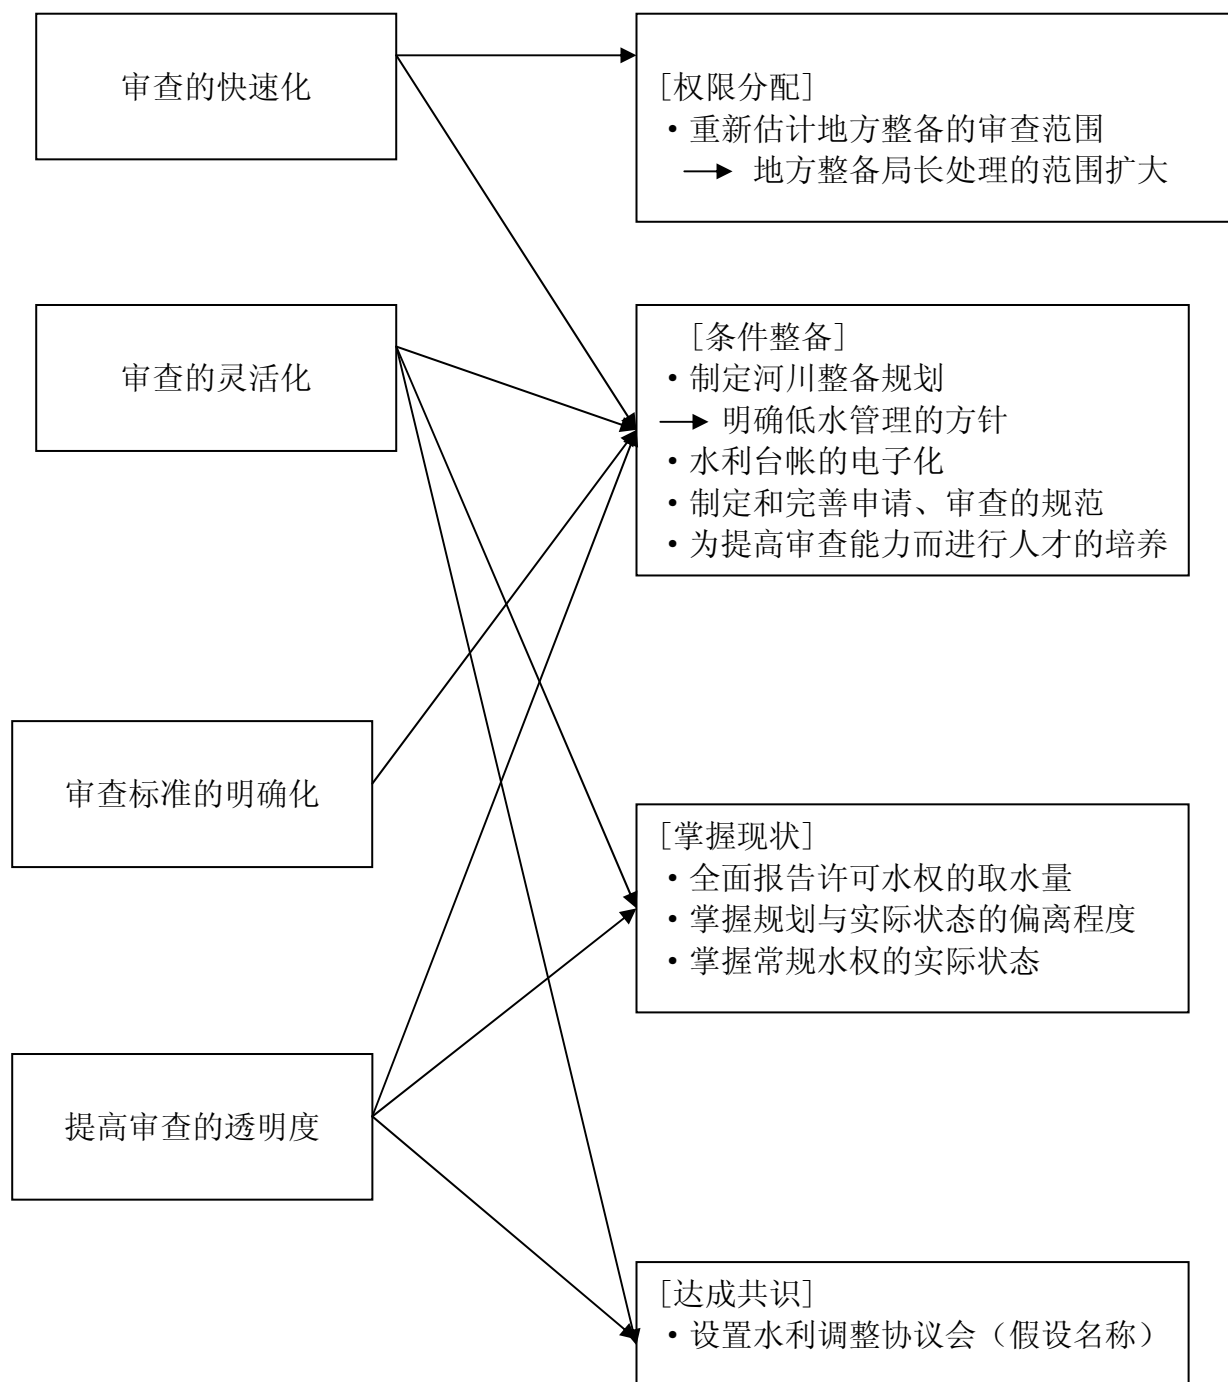 审查的快速化
[权限分配]
・重新估计地方整备的审查范围
→ 地方整备局长处理的范围扩大
审查的灵活化
[条件整备]
・制定河川整备规划
→ 明确低水管理的方针
・水利台帐的电子化
・制定和完善申请、审查的规范
・为提高审查能力而进行人才的培养
审查标准的明确化
[掌握现状]
・全面报告许可水权的取水量
・掌握规划与实际状态的偏离程度
・掌握常规水权的实际状态
提高审查的透明度
[达成共识]
・设置水利调整协议会（假设名称）